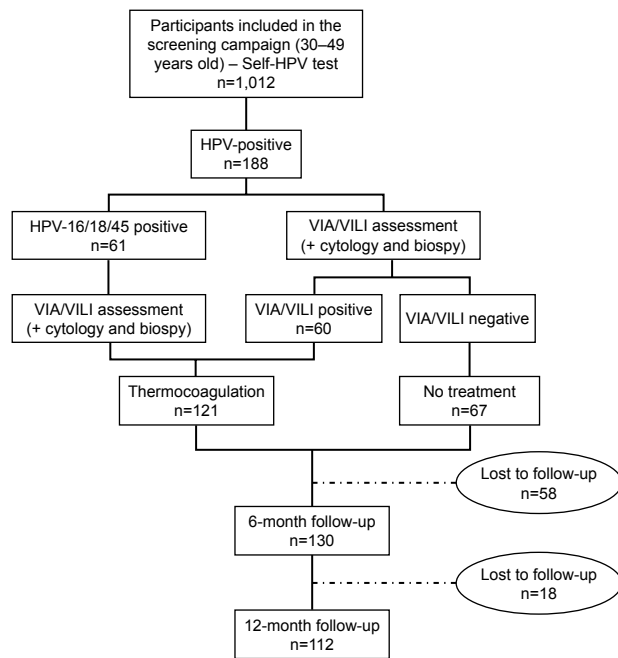 Participants included in
the screening campaign (30–49
years old) – Self-HPV test
n=1,012
HPV-positive
n=188
HPV-16/18/45 positive
n=61
VIA/VILI assessment
(+ cytology and biospy)
VIA/VILI assessment
(+ cytology and biospy)
VIA/VILI positive
n=60
VIA/VILI negative
Thermocoagulation
n=121
No treatment
n=67
Lost to follow-up
n=58
6-month follow-up
n=130
Lost to follow-up
n=18
12-month follow-up
n=112